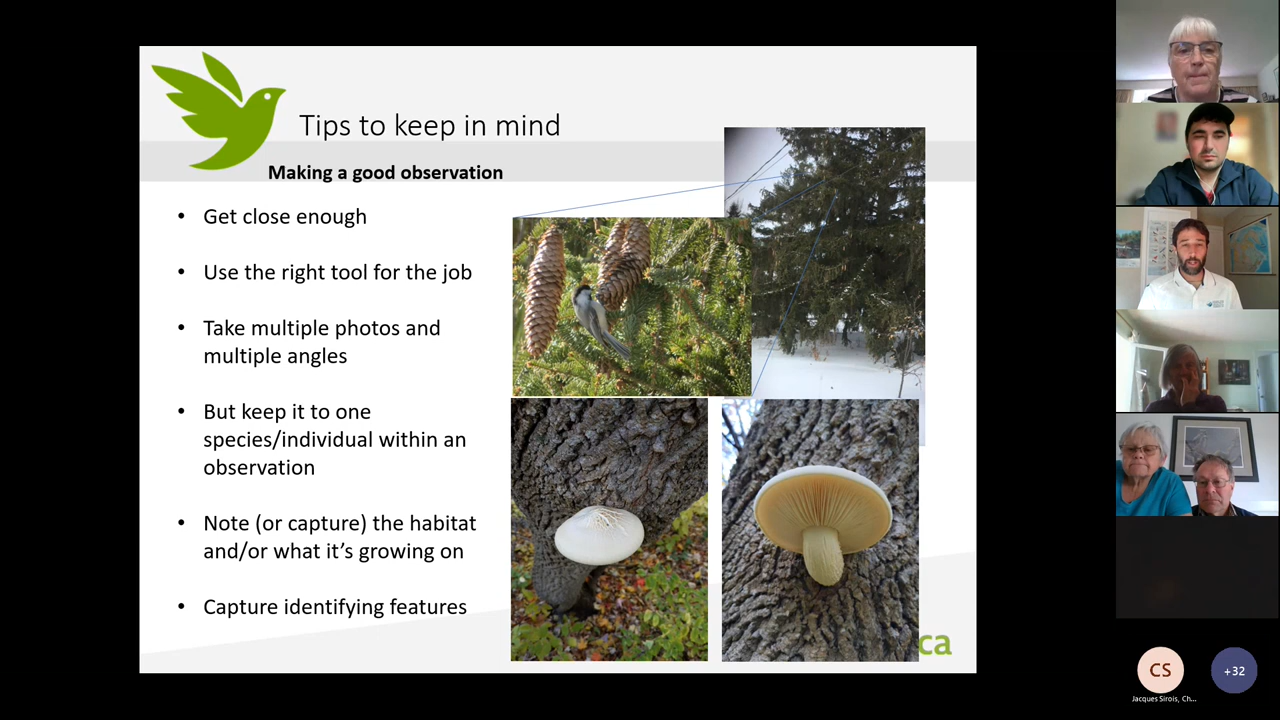 Tips to keep in mind
Making a good observation
• Get close enough
• Use the right tool for the job
• Take multiple photos and
multiple angles
• But keep it to one
species/individual within an
observation
• Note (or capture) the habitat
and/or what it’s growing on
• Capture identifying features
ca
CS
+32
Jacques Sirois, Ch...